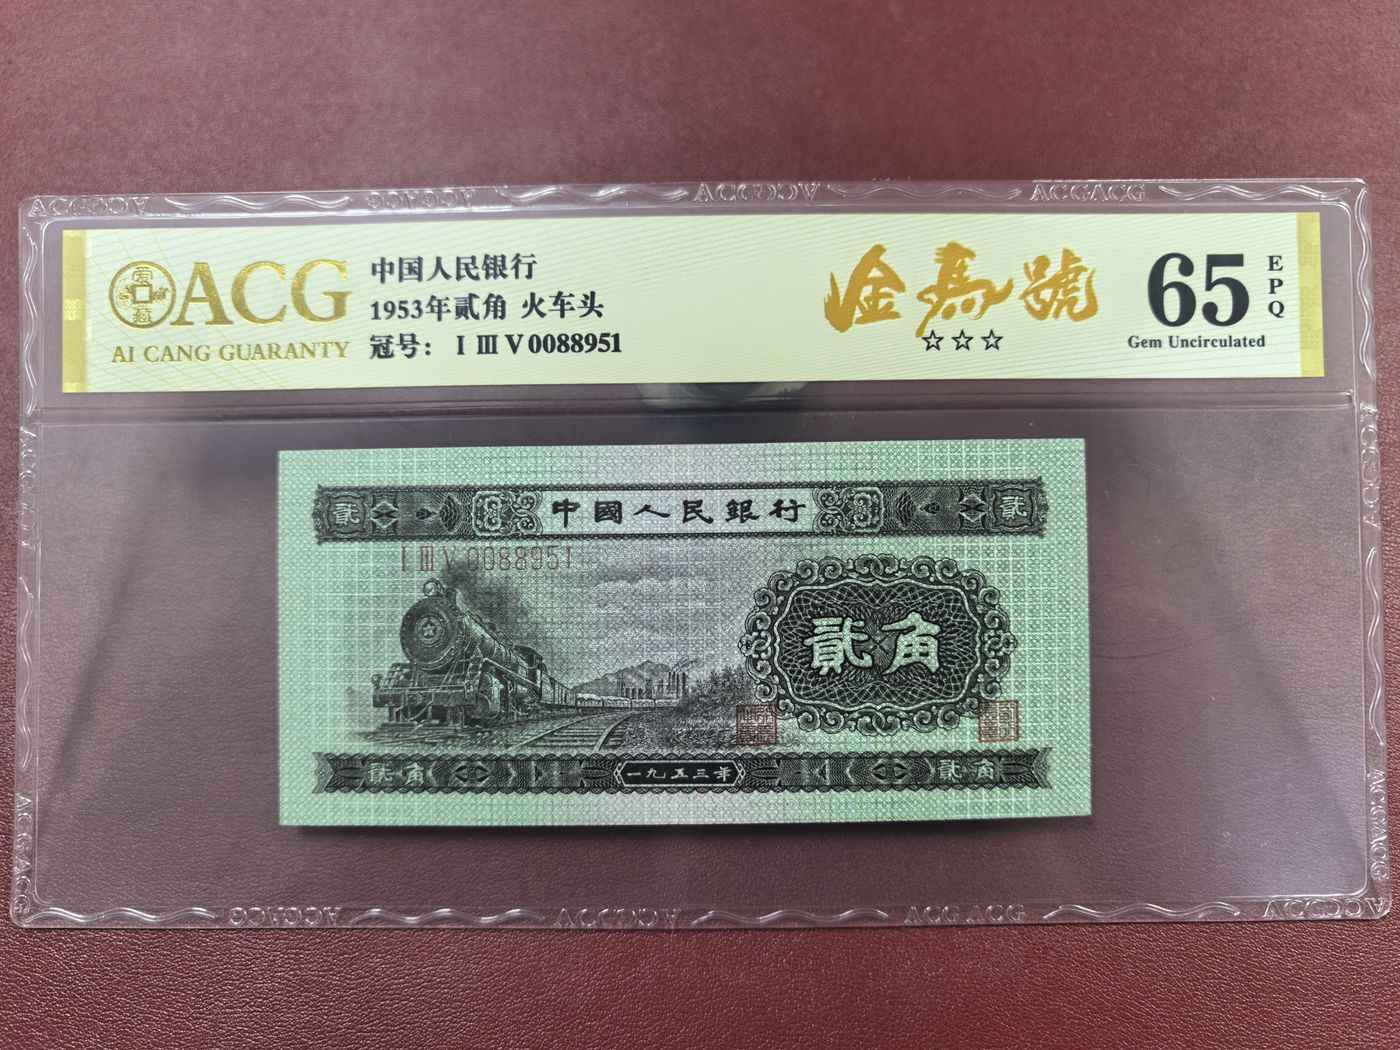 ACG
AI CANG GUARANTY
中国人民银行
1953年贰角 火车头
冠号：Ⅰ Ⅲ Ⅴ 0088951
金馬號
☆☆☆
65
EPQ
Gem Uncirculated
貳 中國人民銀行 貳
Ⅰ Ⅲ Ⅴ 0088951
貳角
貳角 一九五三年 貳角